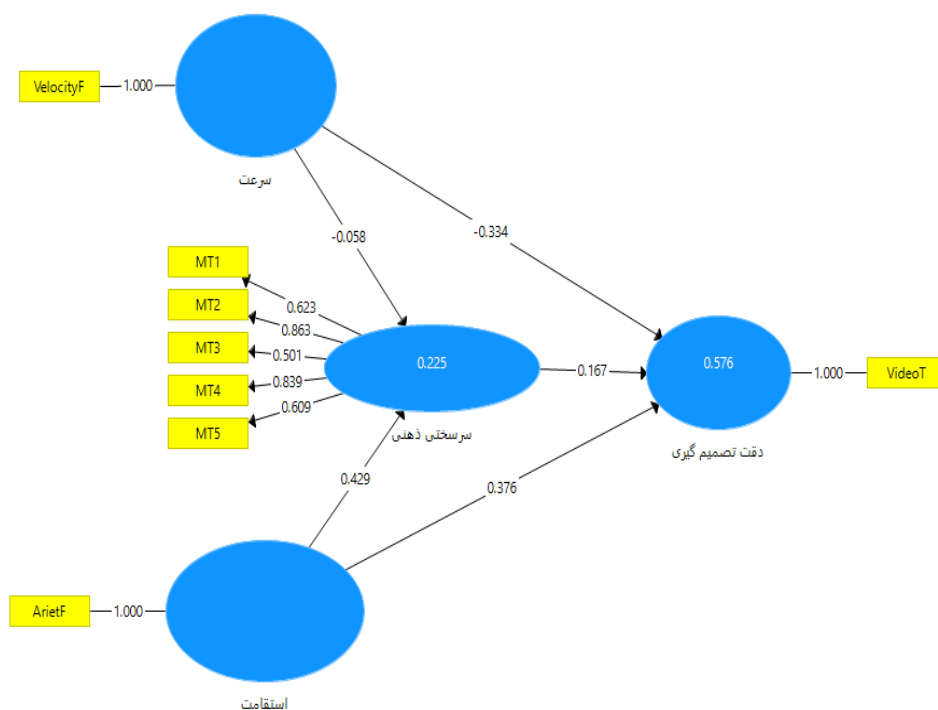 VelocityF
1.000
سرعت
-0.058
-0.334
MT1
MT2
MT3
MT4
MT5
0.623
0.863
0.501
0.839
0.609
0.225
سرسختی ذهنی
0.167
0.576
دقت تصمیم گیری
1.000
VideoT
0.429
0.376
ArietF
1.000
استقامت